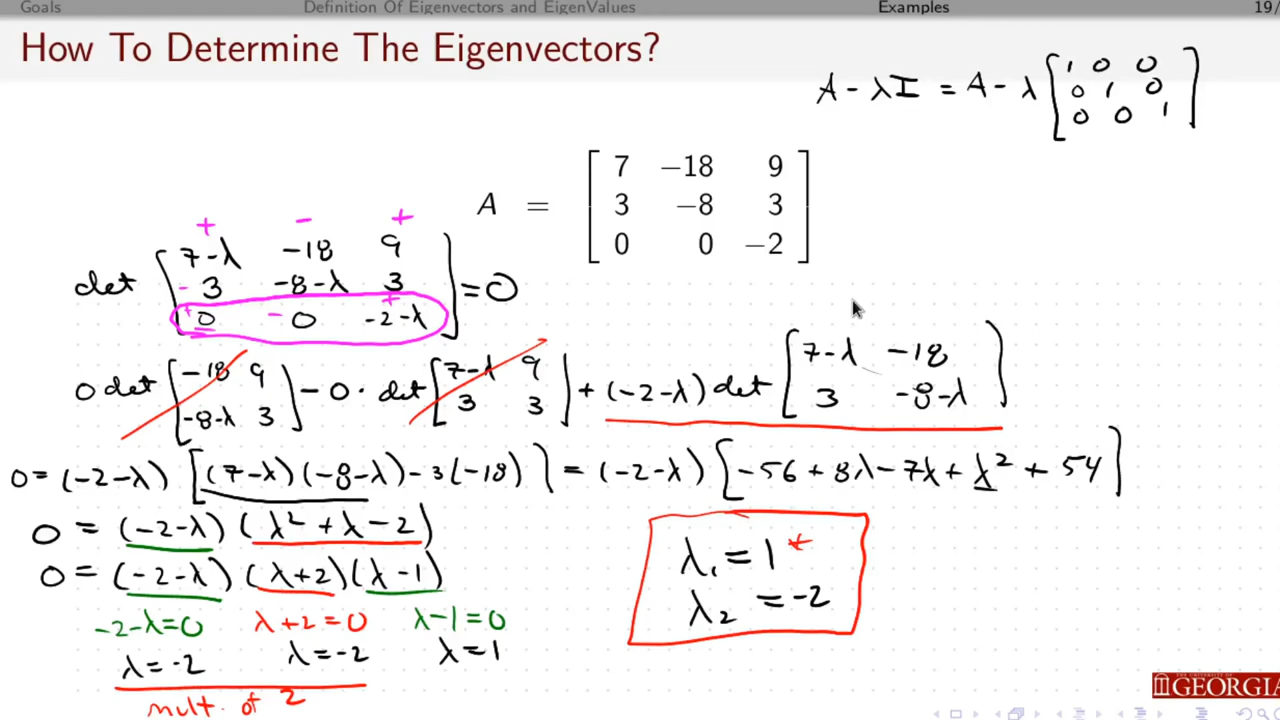 Goals Definition Of Eigenvectors and EigenValues Examples 19/
How To Determine The Eigenvectors?
A - λI = A - λ [1 0 0
0 1 0
0 0 1]
A = [7 −18 9
3 −8 3
0 0 −2]
+ - +
det [7-λ -18 9
- 3 -8-λ 3
+ 0 - 0 + -2-λ] = 0
0 det [-18 9
-8-λ 3] - 0 · det [7-λ 9
3 3] + (-2-λ) det [7-λ -18
3 -8-λ]
0 = (-2-λ) [(7-λ)(-8-λ) - 3(-18)] = (-2-λ) [-56 + 8λ - 7λ + λ² + 54]
0 = (-2-λ) (λ² + λ - 2)
0 = (-2-λ) (λ+2)(λ-1)
-2-λ=0 λ+2=0 λ-1=0
λ=-2 λ=-2 λ=1
mult. of 2
λ₁ = 1 *
λ₂ = -2
THE UNIVERSITY OF
GEORGIA